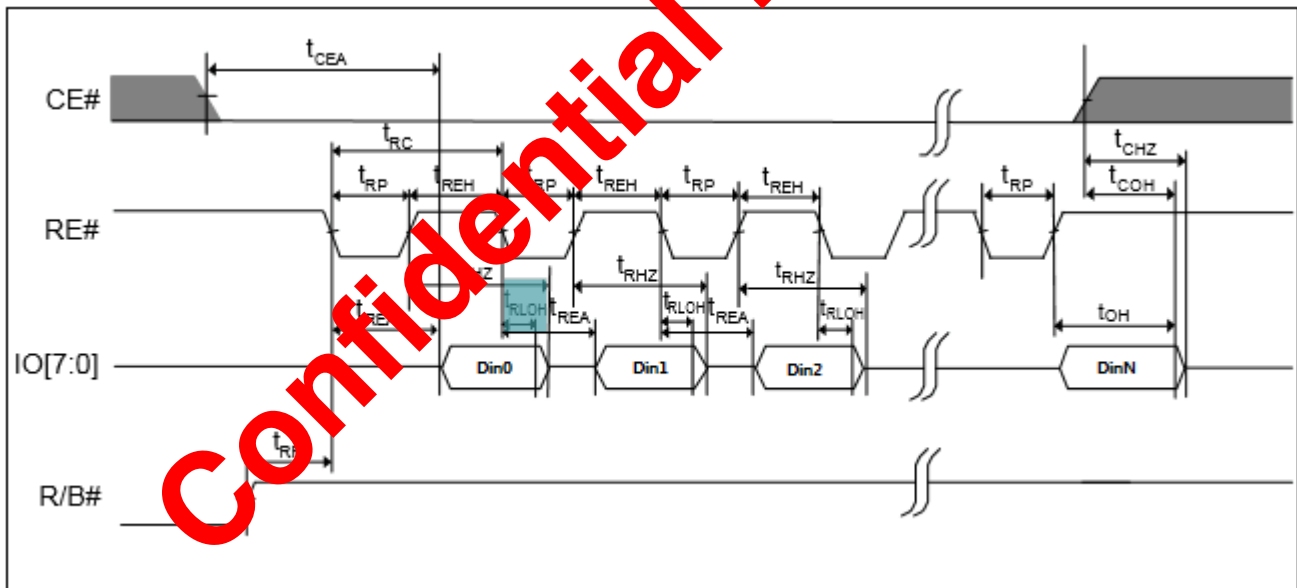 tCEA
CE#
tRC
tCHZ
tRP tREH tRP tREH tRP tREH tRP tCOH
RE#
tRHZ tRHZ
tRLOH tREA tRLOH tREA tRLOH tOH
IO[7:0] Din0 Din1 Din2 DinN
R/B#
Confidential